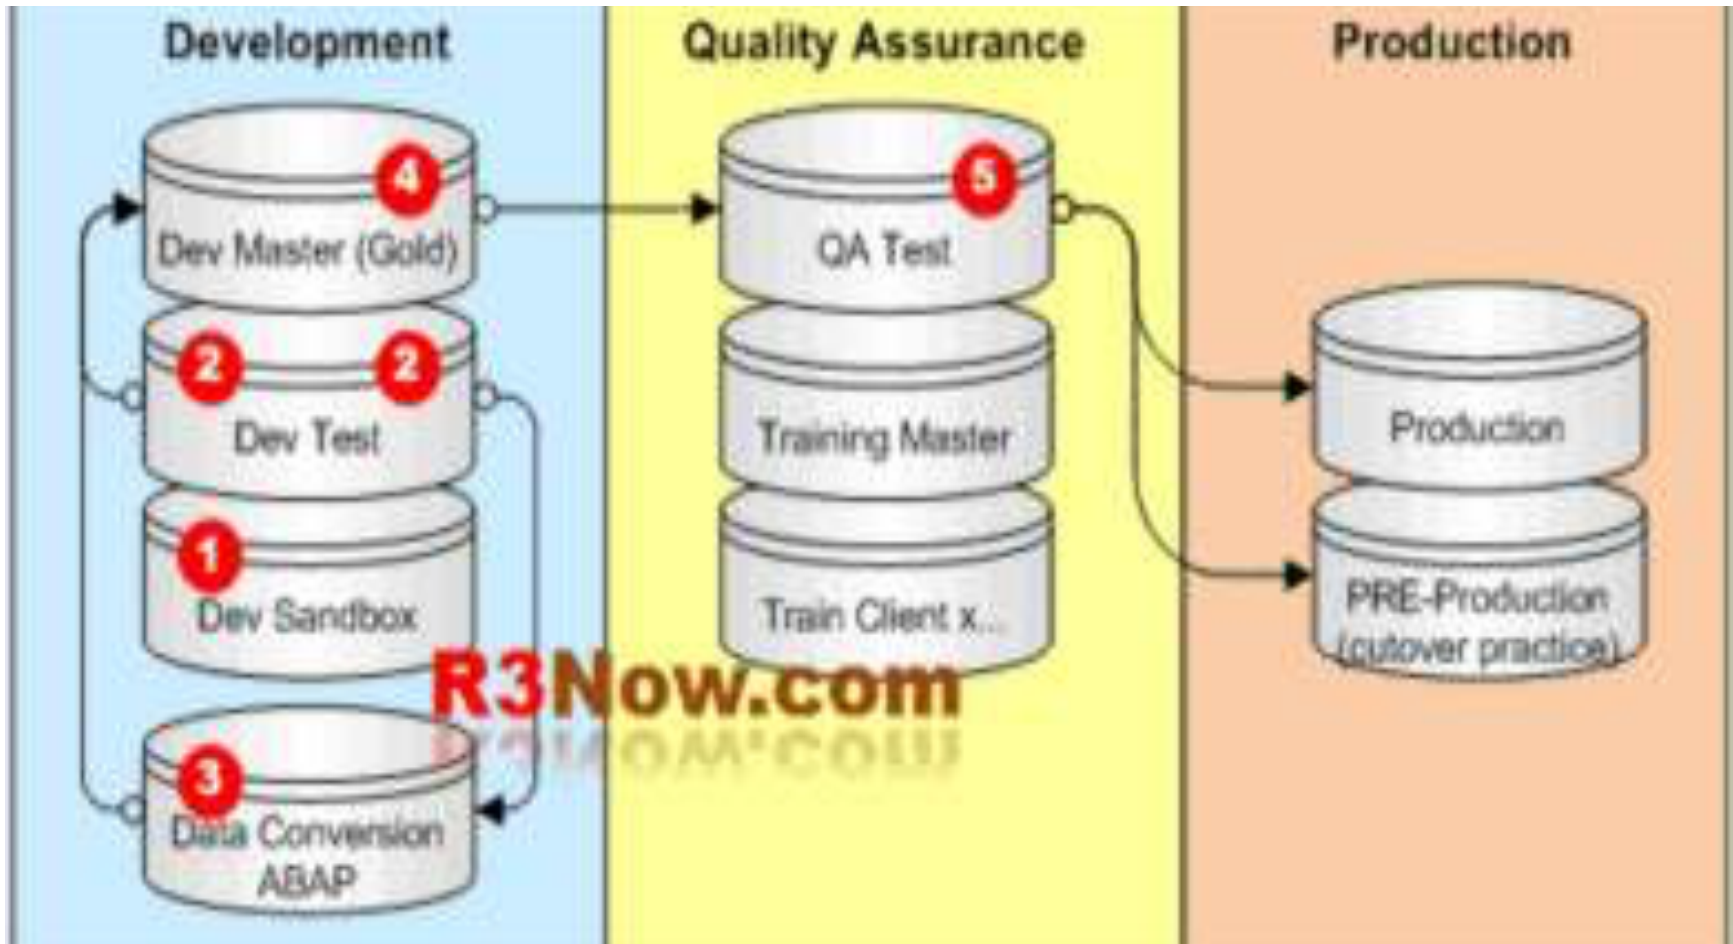 Development
Quality Assurance
Production
4
Dev Master (Gold)
5
QA Test
2 2
Dev Test
Training Master
Production
1
Dev Sandbox
Train Client x...
PRE-Production
(cutover practice)
R3Now.com
3
Data Conversion
ABAP